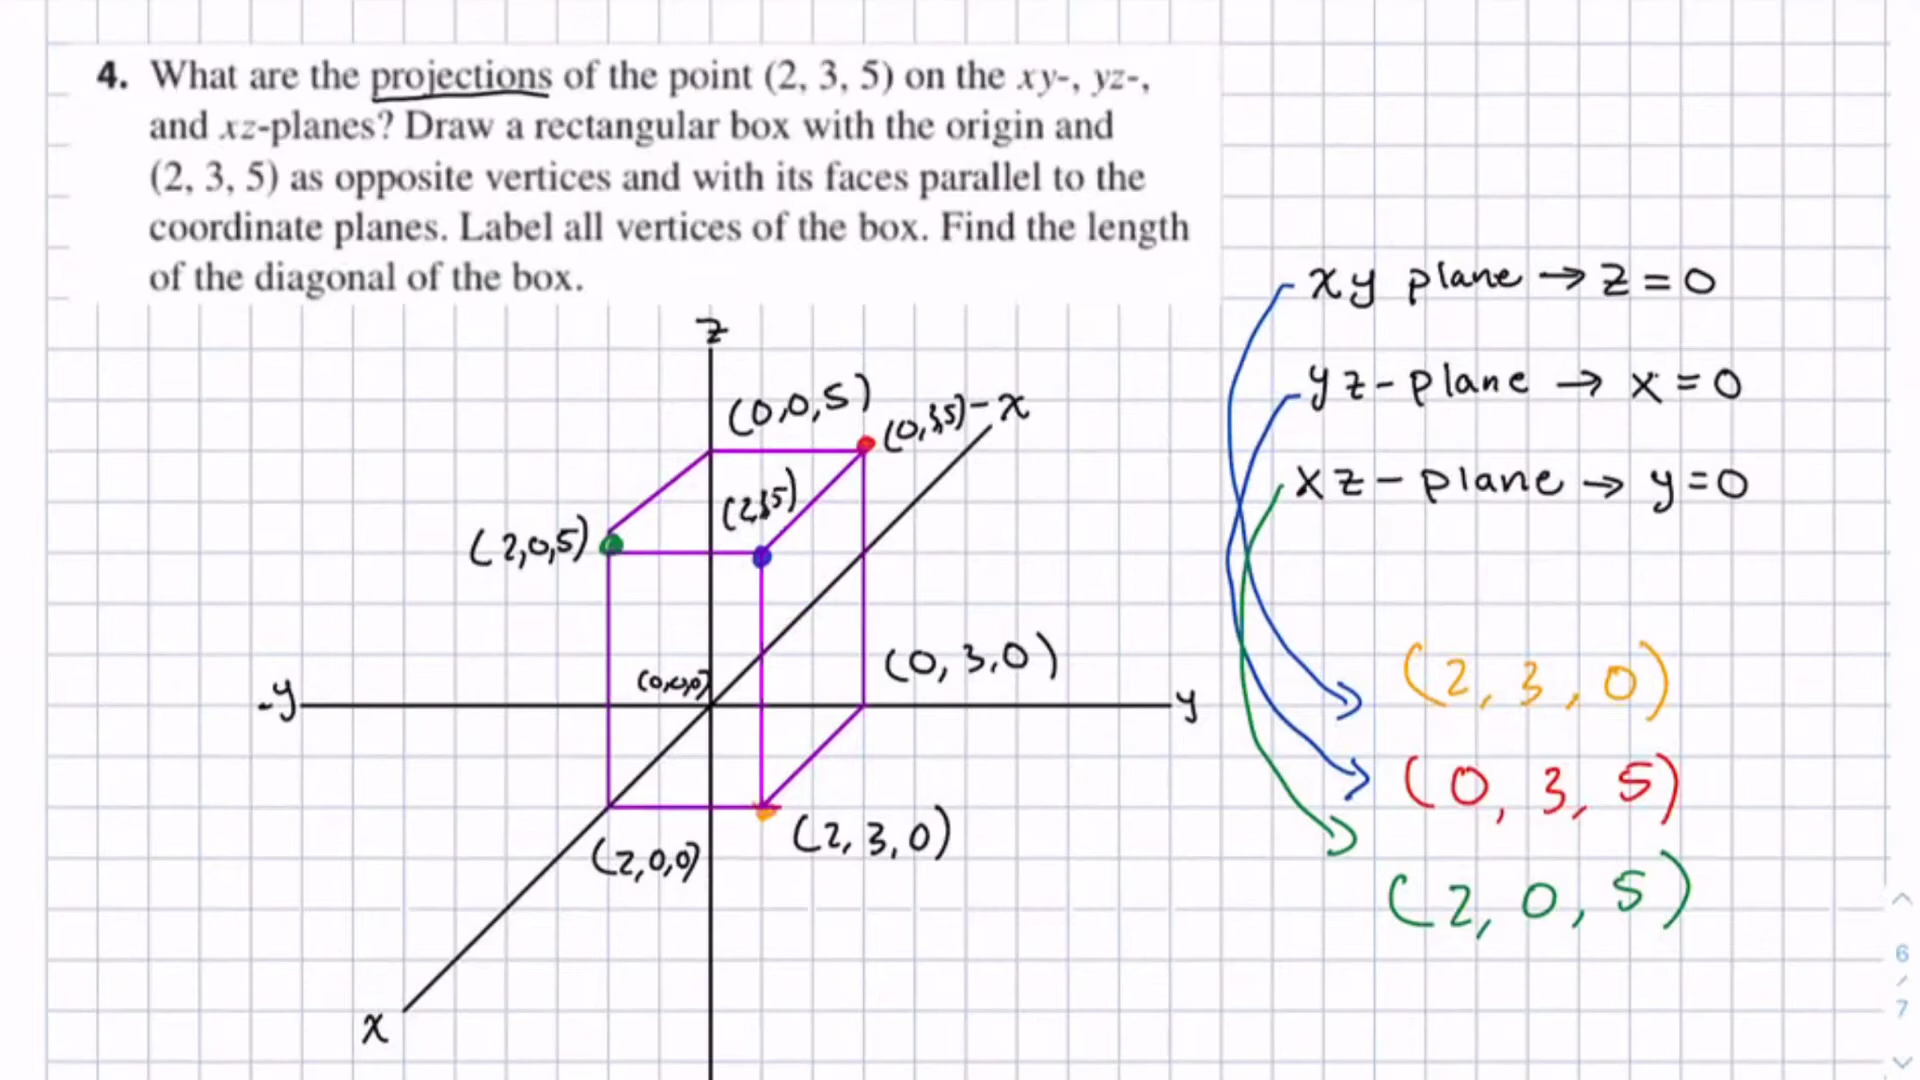 4. What are the projections of the point (2, 3, 5) on the xy-, yz-,
and xz-planes? Draw a rectangular box with the origin and
(2, 3, 5) as opposite vertices and with its faces parallel to the
coordinate planes. Label all vertices of the box. Find the length
of the diagonal of the box.
xy plane → z = 0
yz-plane → x = 0
xz-plane → y = 0
z
(0,0,5)
(0,3,5)
-x
(2,3,5)
(2,0,5)
(0,0,0)
(0,3,0)
-y
y
(2,0,0)
(2,3,0)
x
(2, 3, 0)
(0, 3, 5)
(2, 0, 5)
6
/
7